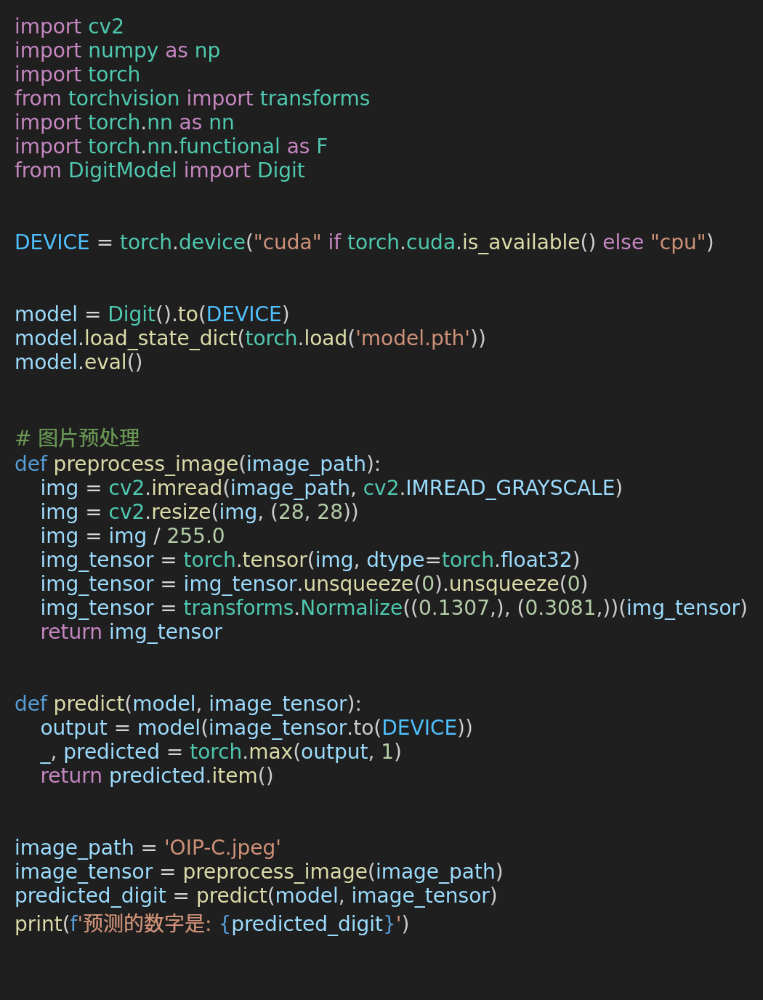 import cv2
import numpy as np
import torch
from torchvision import transforms
import torch.nn as nn
import torch.nn.functional as F
from DigitModel import Digit
DEVICE = torch.device("cuda" if torch.cuda.is_available() else "cpu")
model = Digit().to(DEVICE)
model.load_state_dict(torch.load('model.pth'))
model.eval()
# 图片预处理
def preprocess_image(image_path):
    img = cv2.imread(image_path, cv2.IMREAD_GRAYSCALE)
    img = cv2.resize(img, (28, 28))
    img = img / 255.0
    img_tensor = torch.tensor(img, dtype=torch.float32)
    img_tensor = img_tensor.unsqueeze(0).unsqueeze(0)
    img_tensor = transforms.Normalize((0.1307,), (0.3081,))(img_tensor)
    return img_tensor
def predict(model, image_tensor):
    output = model(image_tensor.to(DEVICE))
    _, predicted = torch.max(output, 1)
    return predicted.item()
image_path = 'OIP-C.jpeg'
image_tensor = preprocess_image(image_path)
predicted_digit = predict(model, image_tensor)
print(f'预测的数字是: {predicted_digit}')